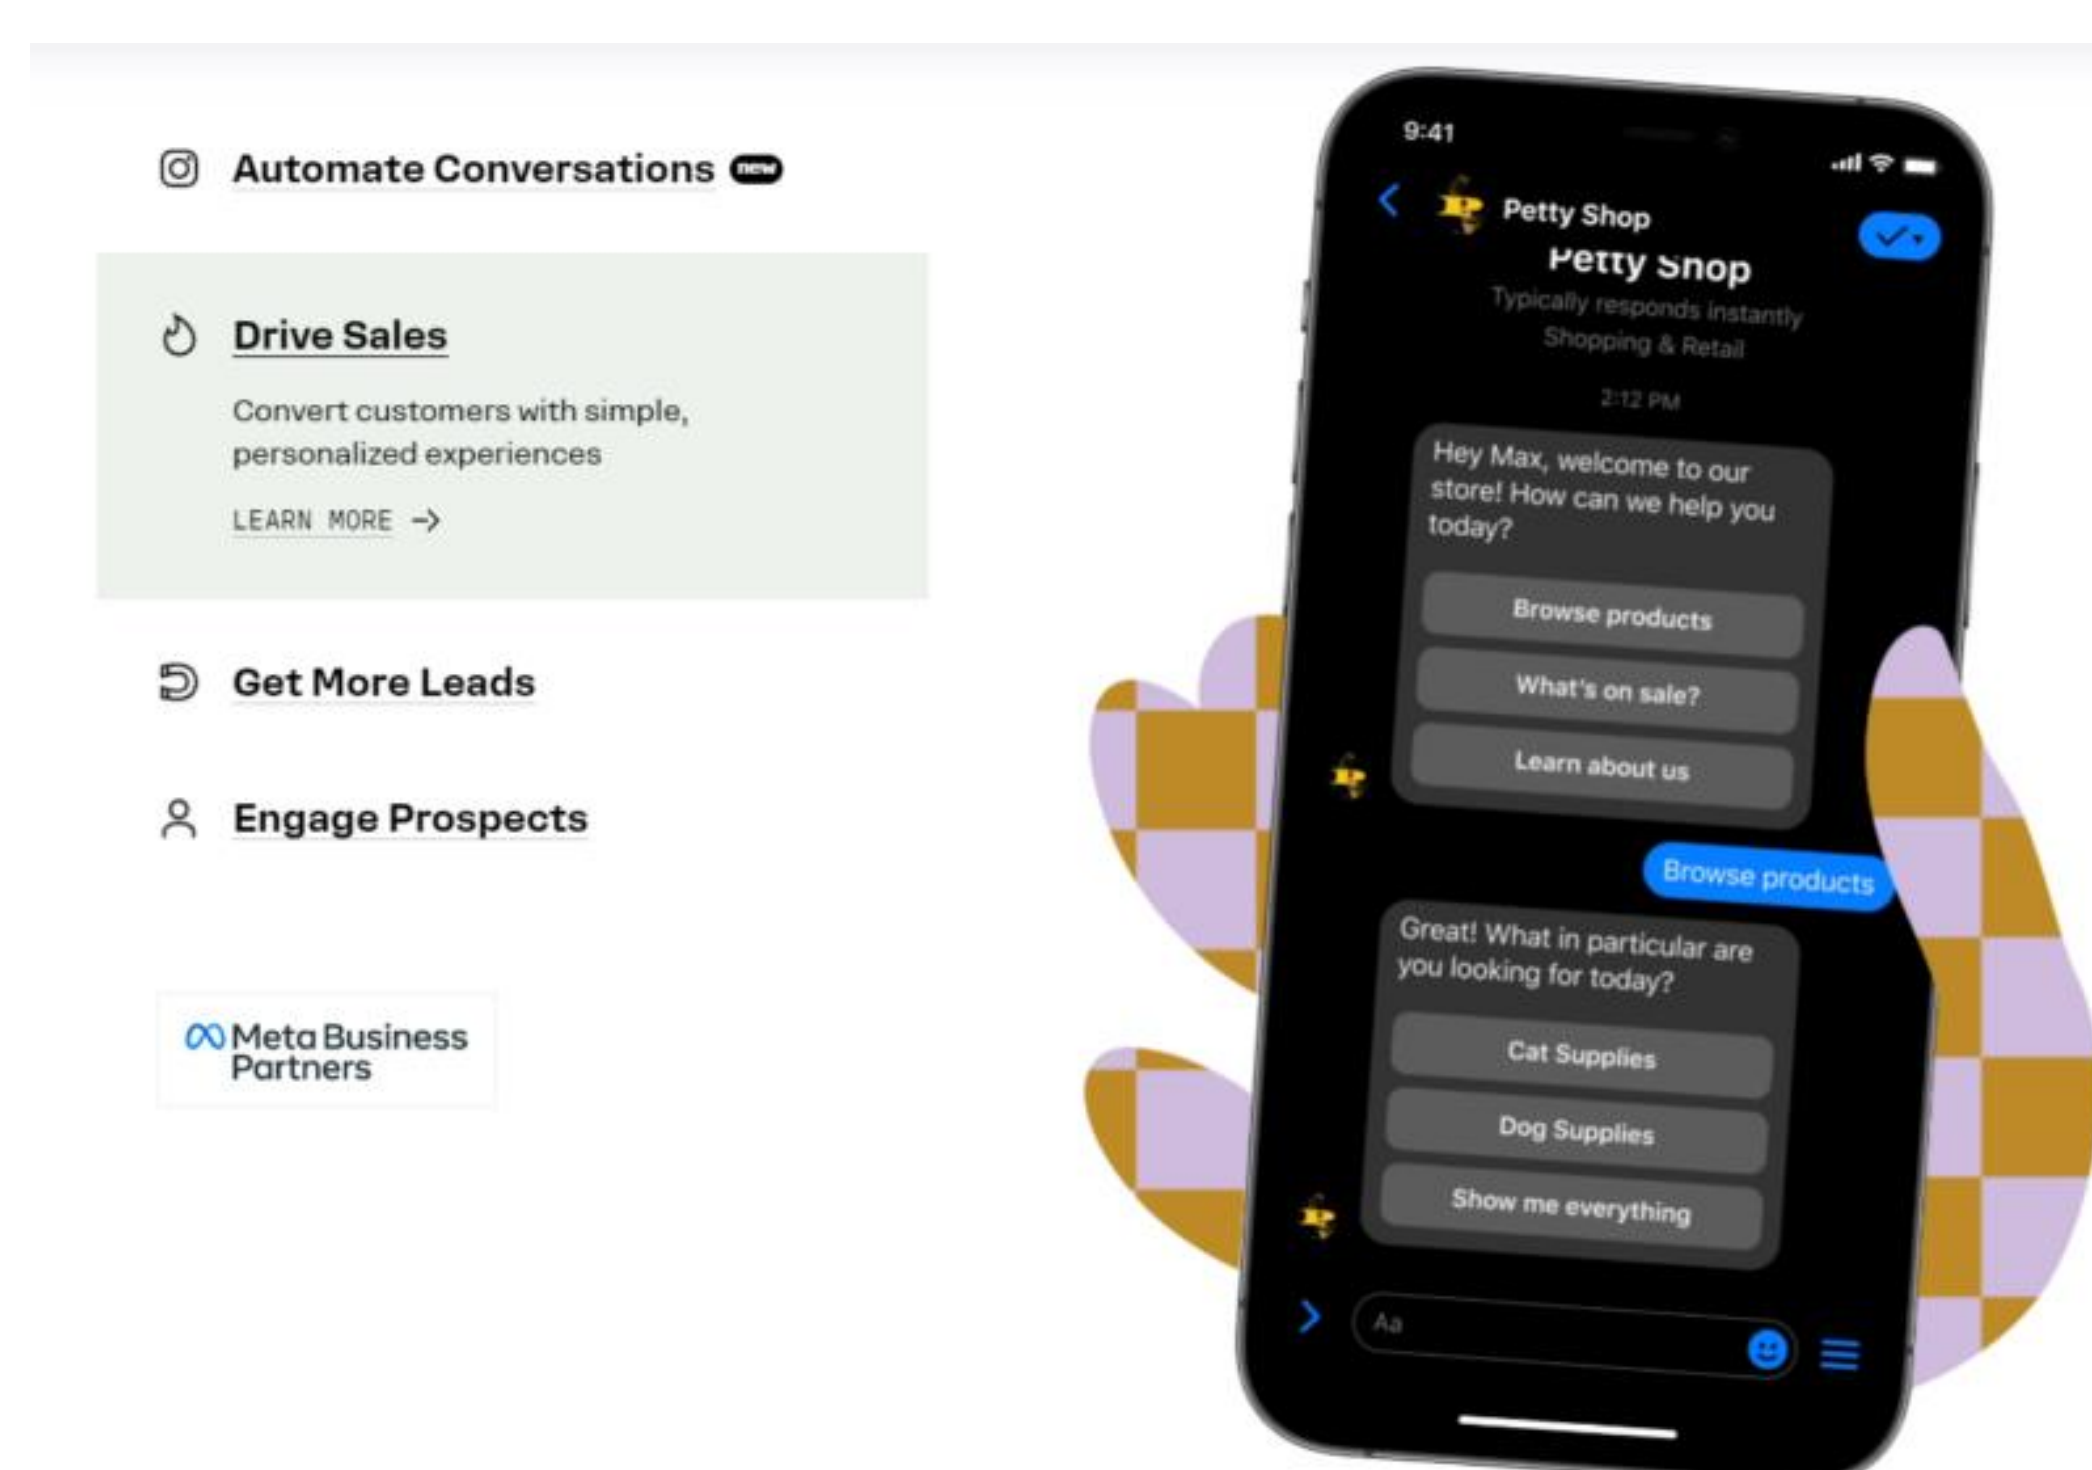 Automate Conversations new
Drive Sales
Convert customers with simple,
personalized experiences
LEARN MORE →
Get More Leads
Engage Prospects
Meta Business
Partners
9:41
Petty Shop
Petty Shop
Typically responds instantly
Shopping & Retail
2:12 PM
Hey Max, welcome to our
store! How can we help you
today?
Browse products
What's on sale?
Learn about us
Browse products
Great! What in particular are
you looking for today?
Cat Supplies
Dog Supplies
Show me everything
Aa